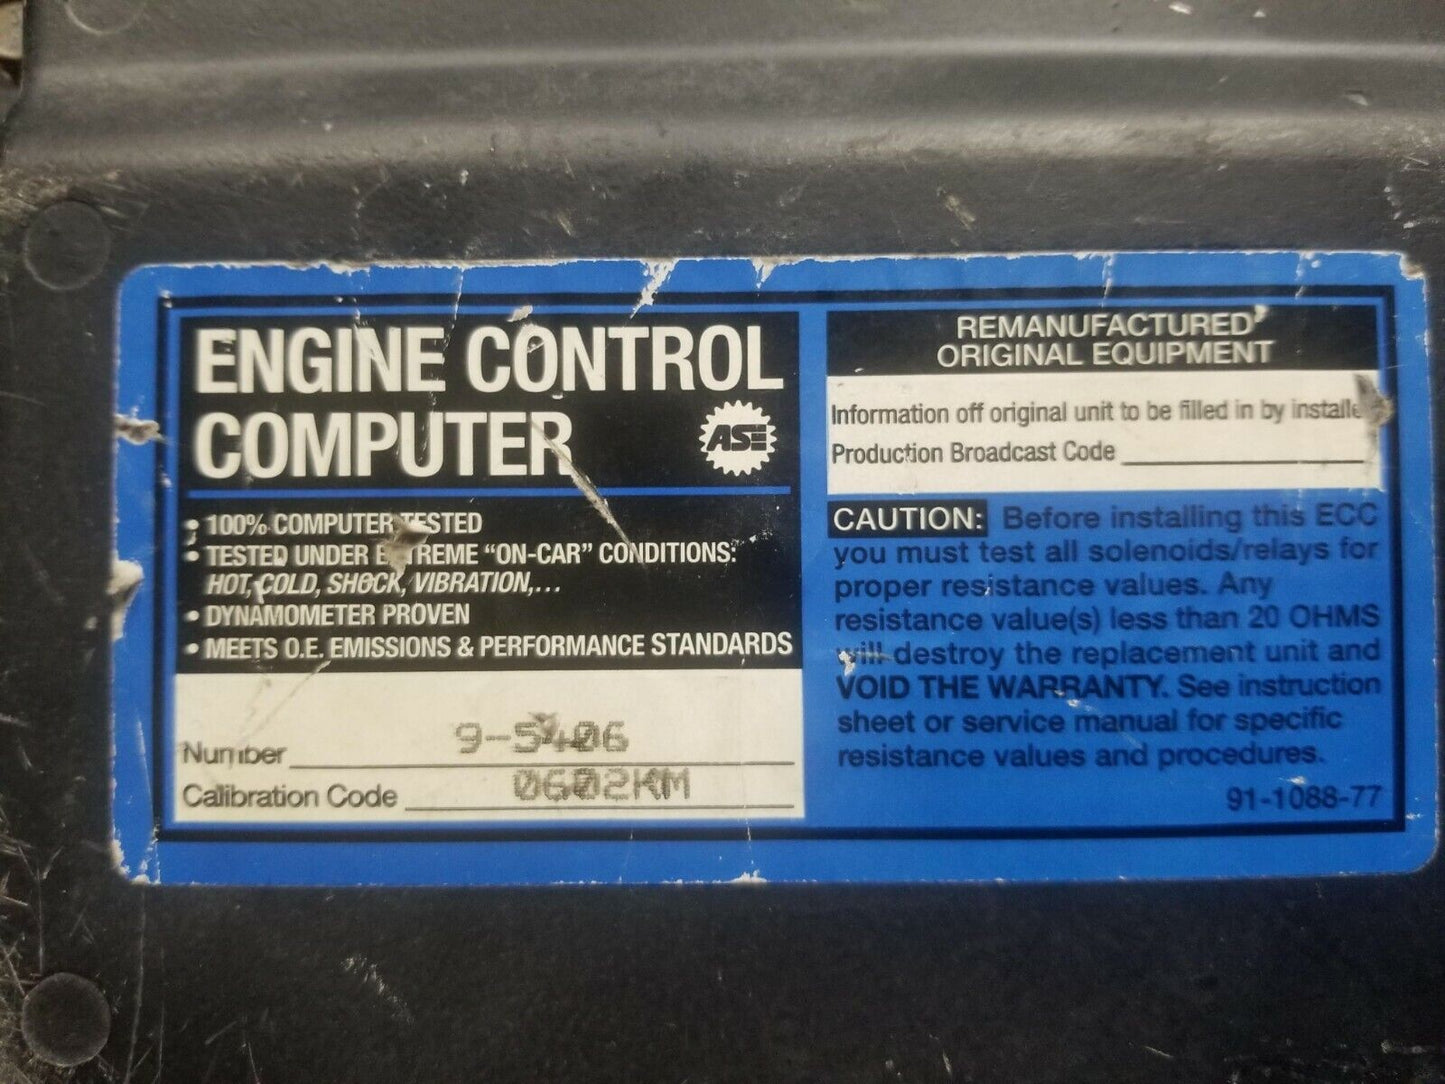 ENGINE CONTROL
COMPUTER
ASE
• 100% COMPUTER TESTED
• TESTED UNDER EXTREME "ON-CAR" CONDITIONS:
HOT, COLD, SHOCK, VIBRATION,...
• DYNAMOMETER PROVEN
• MEETS O.E. EMISSIONS & PERFORMANCE STANDARDS
Number 9-5406
Calibration Code 0602KM
REMANUFACTURED
ORIGINAL EQUIPMENT
Information off original unit to be filled in by installe
Production Broadcast Code
CAUTION: Before installing this ECC
you must test all solenoids/relays for
proper resistance values. Any
resistance value(s) less than 20 OHMS
will destroy the replacement unit and
VOID THE WARRANTY. See instruction
sheet or service manual for specific
resistance values and procedures.
91-1088-77